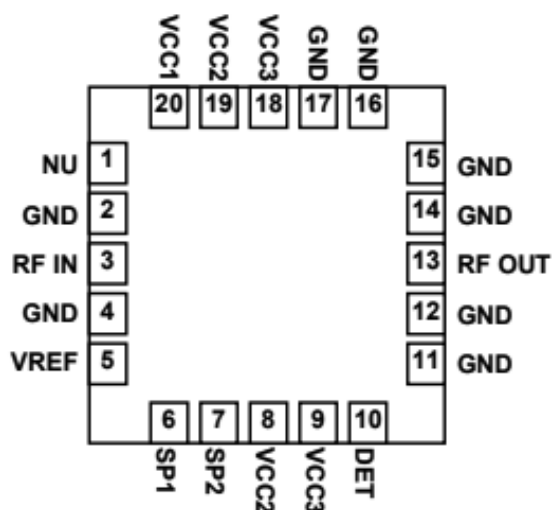 VCC1 VCC2 VCC3 GND GND
20 19 18 17 16
NU 1 15 GND
GND 2 14 GND
RF IN 3 13 RF OUT
GND 4 12 GND
VREF 5 11 GND
6 7 8 9 10
SP1 SP2 VCC2 VCC3 DET